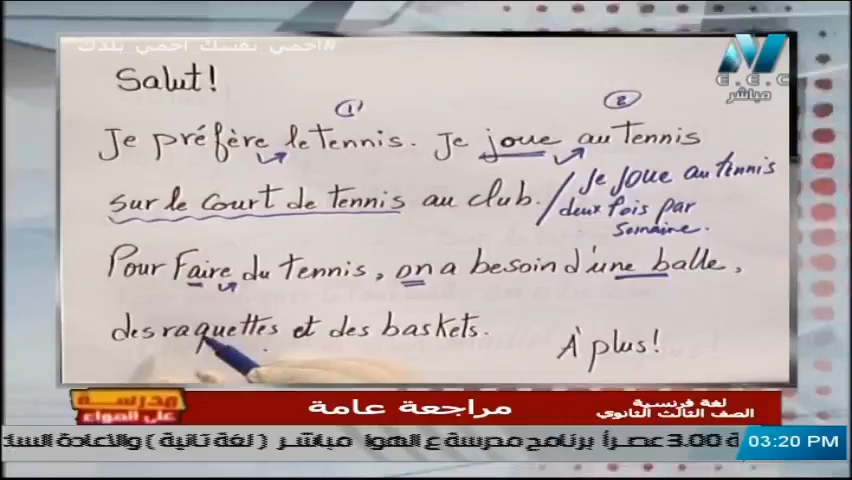 #احمي نفسك احمي بلدك
E.E.C
مباشر
Salut!
① ②
Je préfère le tennis. Je joue au tennis
sur le court de tennis au club. / Je joue au tennis
deux fois par
semaine.
Pour Faire du tennis, on a besoin d'une balle,
des raquettes et des baskets.
À plus!
مدرسة
على الهواء
مراجعة عامة
لغة فرنسية
الصف الثالث الثانوي
ة 3.00 عصراً برنامج مدرسة ع الهوا مباشر ( لغة ثانية ) والأعادة السـ
03:20 PM